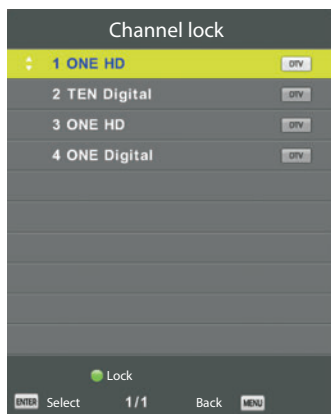 Channel lock
1 ONE HD DTV
2 TEN Digital DTV
3 ONE HD DTV
4 ONE Digital DTV
Lock
ENTER Select 1/1 Back MENU